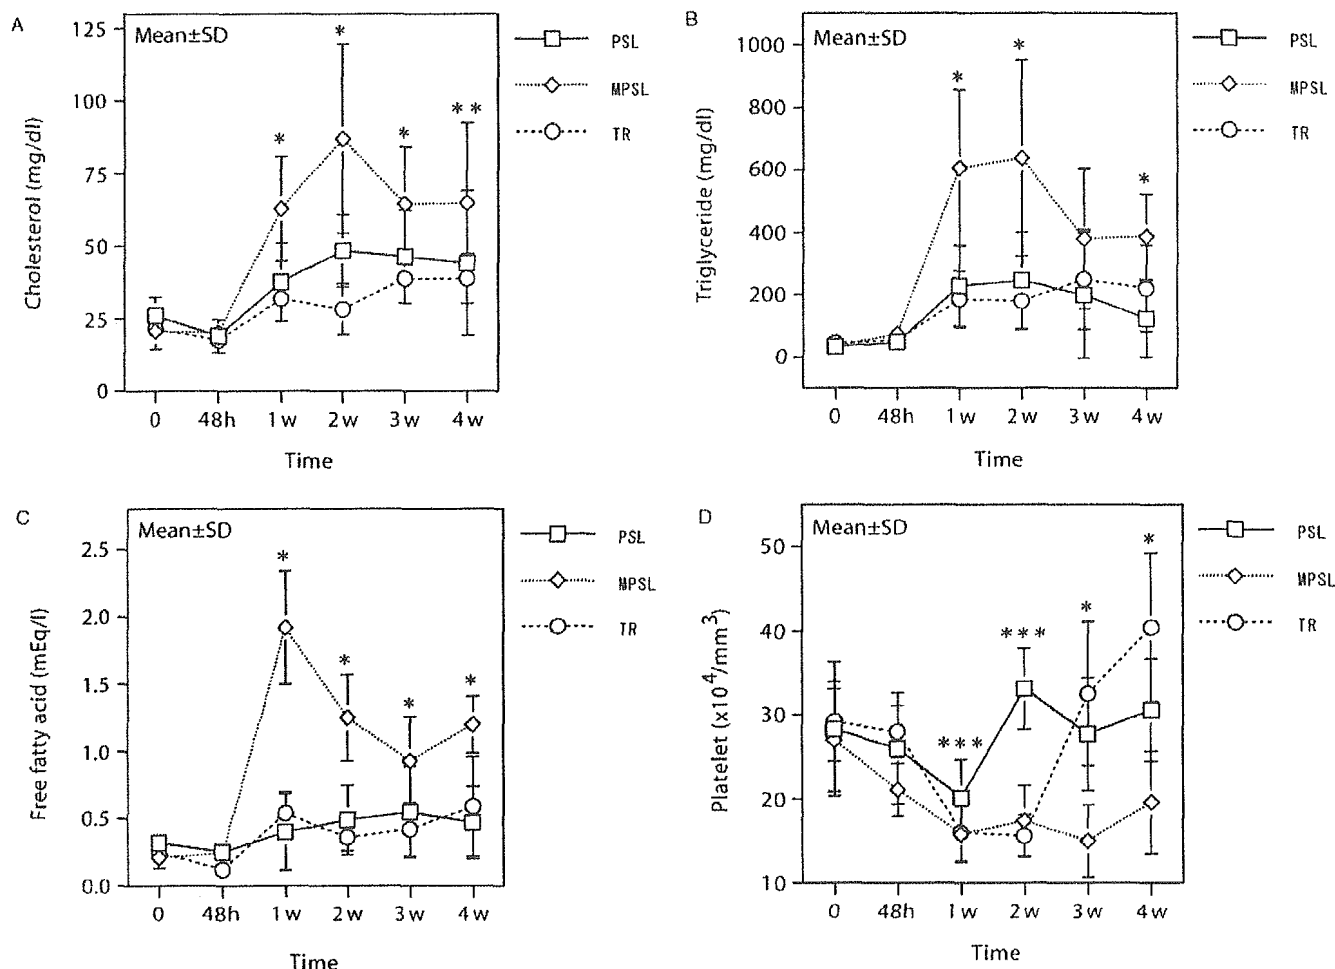 A
Mean±SD
125
100
75
50
25
0
Cholesterol (mg/dl)
*
*
*
**
0 48h 1w 2w 3w 4w
Time
PSL
MPSL
TR
B
Mean±SD
1000
800
600
400
200
0
Triglyceride (mg/dl)
*
*
*
0 48h 1w 2w 3w 4w
Time
PSL
MPSL
TR
C
Mean±SD
2.5
2.0
1.5
1.0
0.5
0.0
Free fatty acid (mEq/l)
*
*
*
*
0 48h 1w 2w 3w 4w
Time
PSL
MPSL
TR
D
Mean±SD
50
40
30
20
10
Platelet (x10⁴/mm³)
***
***
*
*
0 48h 1w 2w 3w 4w
Time
PSL
MPSL
TR